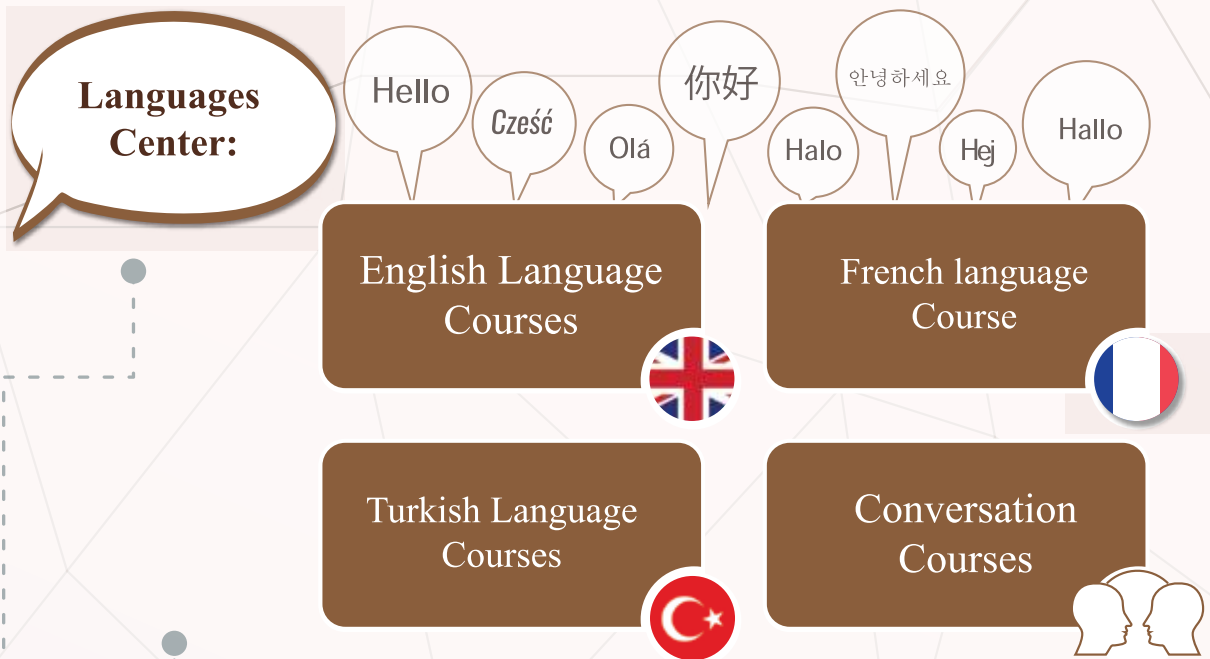 Languages
Center:
Hello
Cześć
Olá
你好
Halo
안녕하세요
Hej
Hallo
English Language
Courses
French language
Course
Turkish Language
Courses
Conversation
Courses